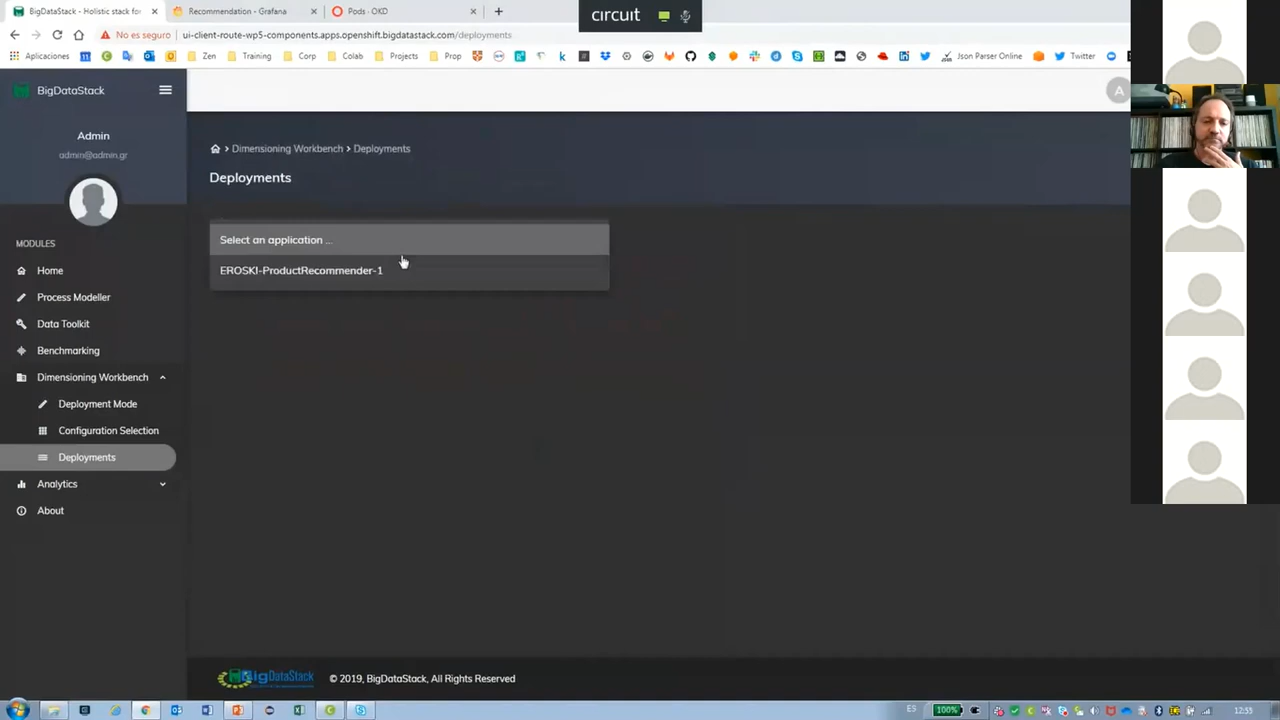 BigDataStack - Holistic stack for
Recommendation - Grafana
Pods - OKD
circuit
No es seguro
ui-client-route-wp5-components.apps.openshift.bigdatastack.com/deployments
Aplicaciones
Zen
Training
Corp
Colab
Projects
Prop
Json Parser Online
Twitter
BigDataStack
A
Admin
admin@admin.gr
Dimensioning Workbench > Deployments
Deployments
MODULES
Select an application ...
EROSKI-ProductRecommender-1
Home
Process Modeller
Data Toolkit
Benchmarking
Dimensioning Workbench
Deployment Mode
Configuration Selection
Deployments
Analytics
About
BigDataStack
© 2019, BigDataStack, All Rights Reserved
ES
100%
12:55